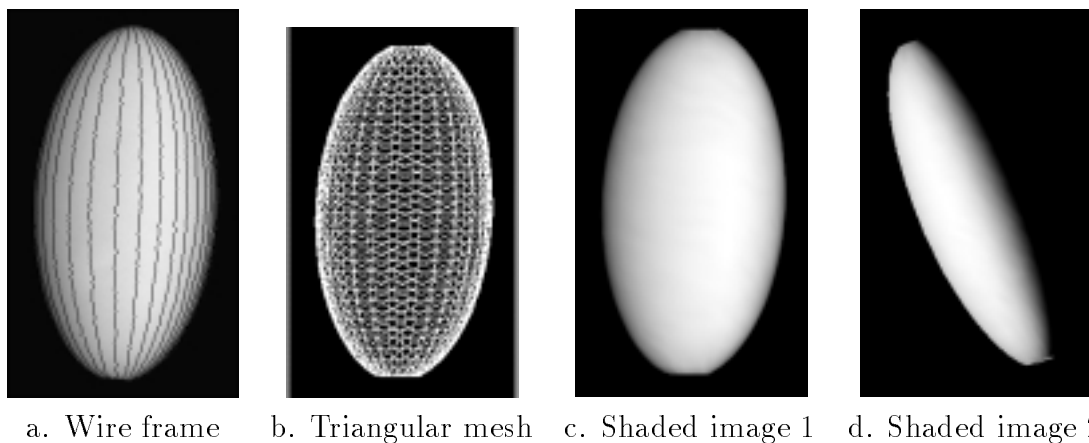 a. Wire frame
b. Triangular mesh
c. Shaded image 1
d. Shaded image